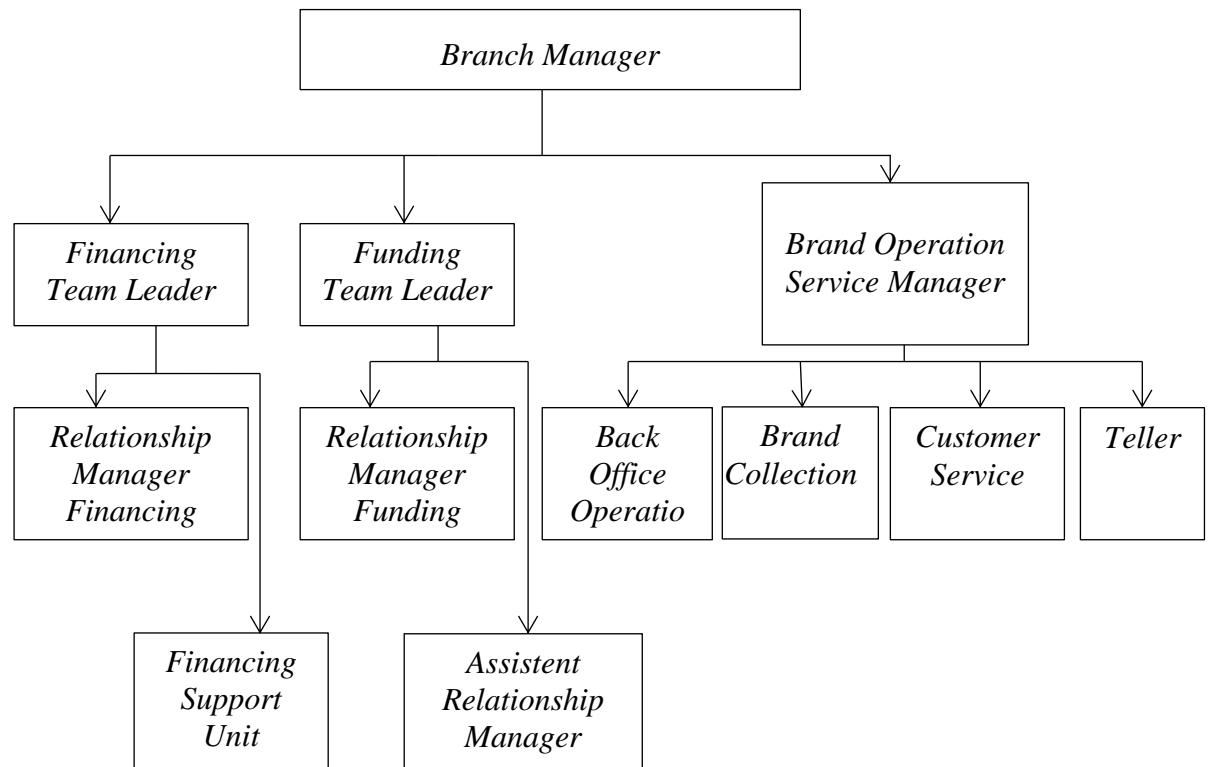 Branch Manager
Financing
Team Leader
Funding
Team Leader
Brand Operation
Service Manager
Relationship
Manager
Financing
Relationship
Manager
Funding
Back
Office
Operatio
Brand
Collection
Customer
Service
Teller
Financing
Support
Unit
Assistent
Relationship
Manager